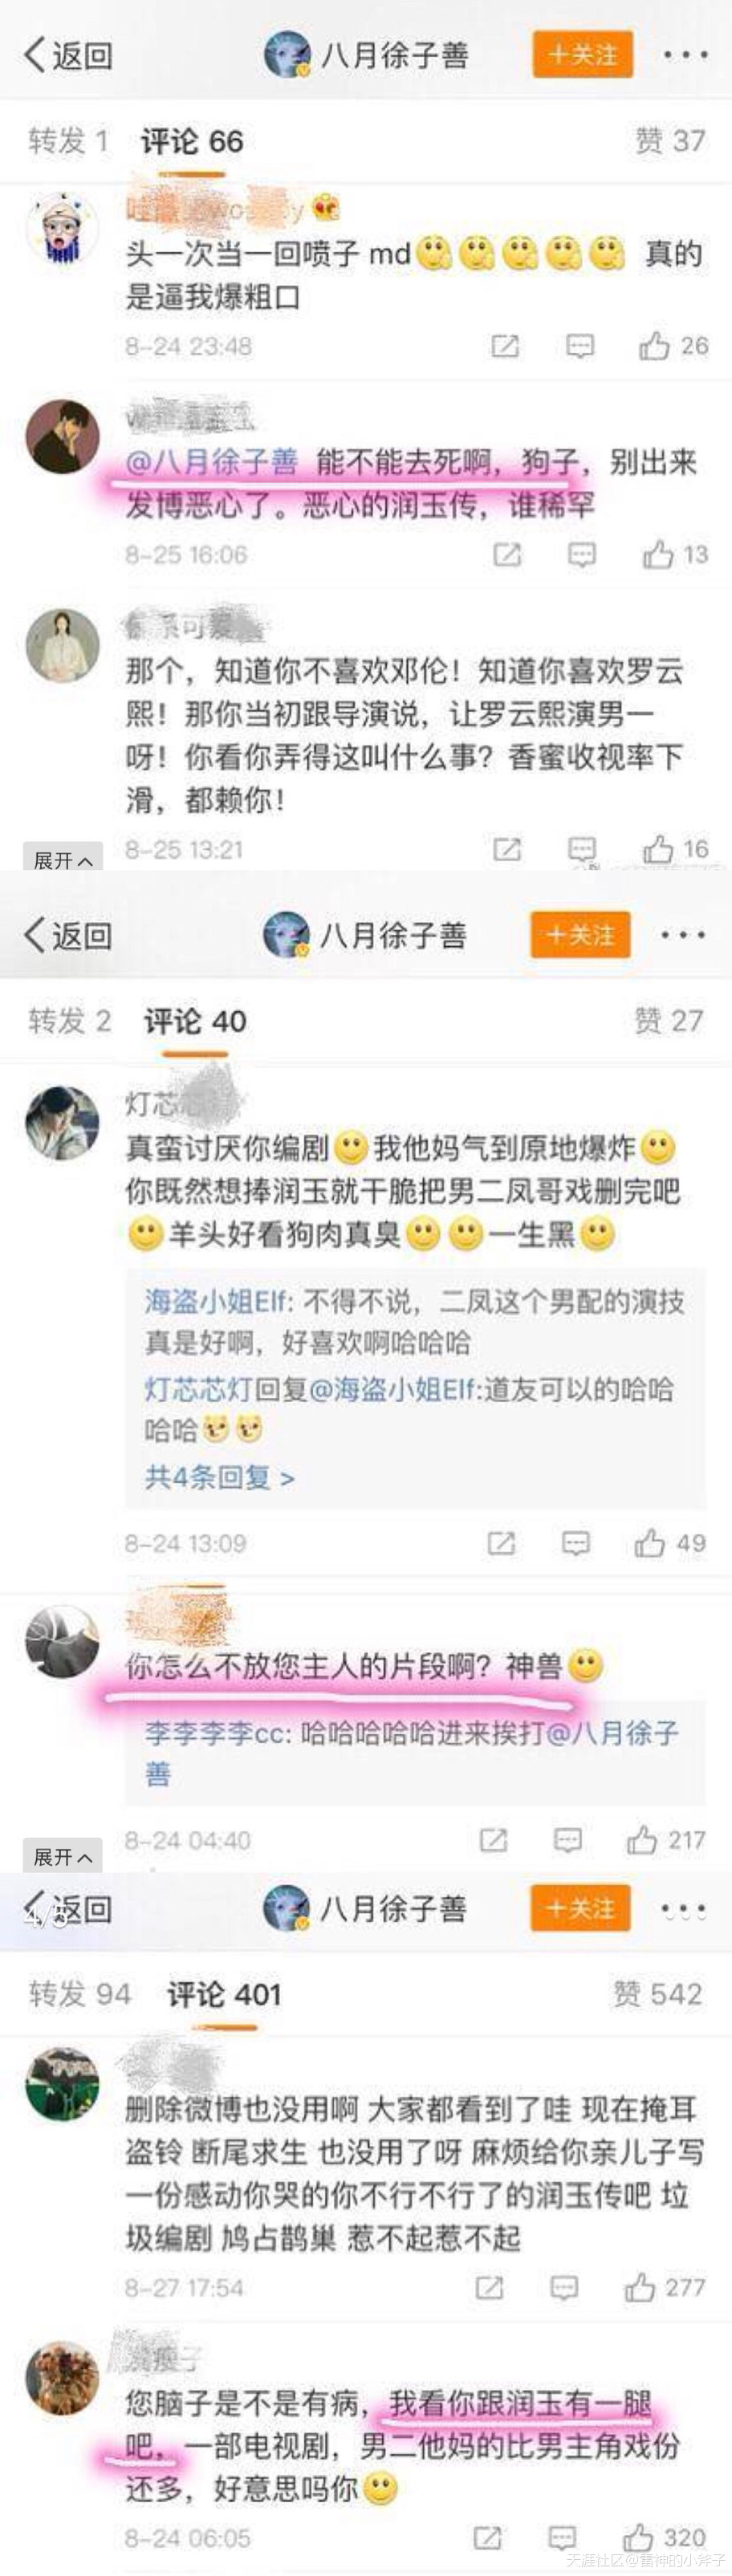 返回
八月徐子善
+关注
转发 1
评论 66
赞 37
头一次当一回喷子 md 真的
是逼我爆粗口
8-24 23:48
26
@八月徐子善 能不能去死啊，狗子，别出来
发博恶心了。恶心的润玉传，谁稀罕
8-25 16:06
13
那个，知道你不喜欢邓伦！知道你喜欢罗云
熙！那你当初跟导演说，让罗云熙演男一
呀！你看你弄得这叫什么事？香蜜收视率下
滑，都赖你！
展开
8-25 13:21
16
返回
八月徐子善
+关注
转发 2
评论 40
赞 27
灯芯
真蛮讨厌你编剧 我他妈气到原地爆炸
你既然想捧润玉就干脆把男二凤哥戏删完吧
羊头好看狗肉真臭 一生黑
海盗小姐Elf: 不得不说，二凤这个男配的演技
真是好啊，好喜欢啊哈哈哈
灯芯芯灯回复@海盗小姐Elf:道友可以的哈哈
哈哈
共4条回复 >
8-24 13:09
49
你怎么不放您主人的片段啊？神兽
李李李李cc: 哈哈哈哈哈进来挨打@八月徐子
善
展开
8-24 04:40
217
4/5
返回
八月徐子善
+关注
转发 94
评论 401
赞 542
删除微博也没用啊 大家都看到了哇 现在掩耳
盗铃 断尾求生 也没用了呀 麻烦给你亲儿子写
一份感动你哭的你不行不行了的润玉传吧 垃
圾编剧 鸠占鹊巢 惹不起惹不起
8-27 17:54
277
您脑子是不是有病，我看你跟润玉有一腿
吧，一部电视剧，男二他妈的比男主角戏份
还多，好意思吗你
8-24 06:05
320
天涯社区@雷神的小斧子